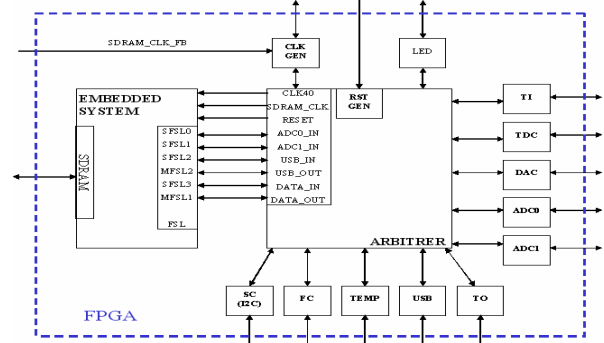 SDRAM_CLK_FB
CLK
GEN
LED
EMBEDDED
SYSTEM
SDRAM
SFSL0
SFSL1
SFSL2
MFSL2
SFSL3
MFSL1
FSL
CLK40
SDRAM_CLK
RESET
ADC0_IN
ADC1_IN
USB_IN
USB_OUT
DATA_IN
DATA_OUT
RST
GEN
ARBITRER
TI
TDC
DAC
ADC0
ADC1
SC
(I2C)
FC
TEMP
USB
TO
FPGA